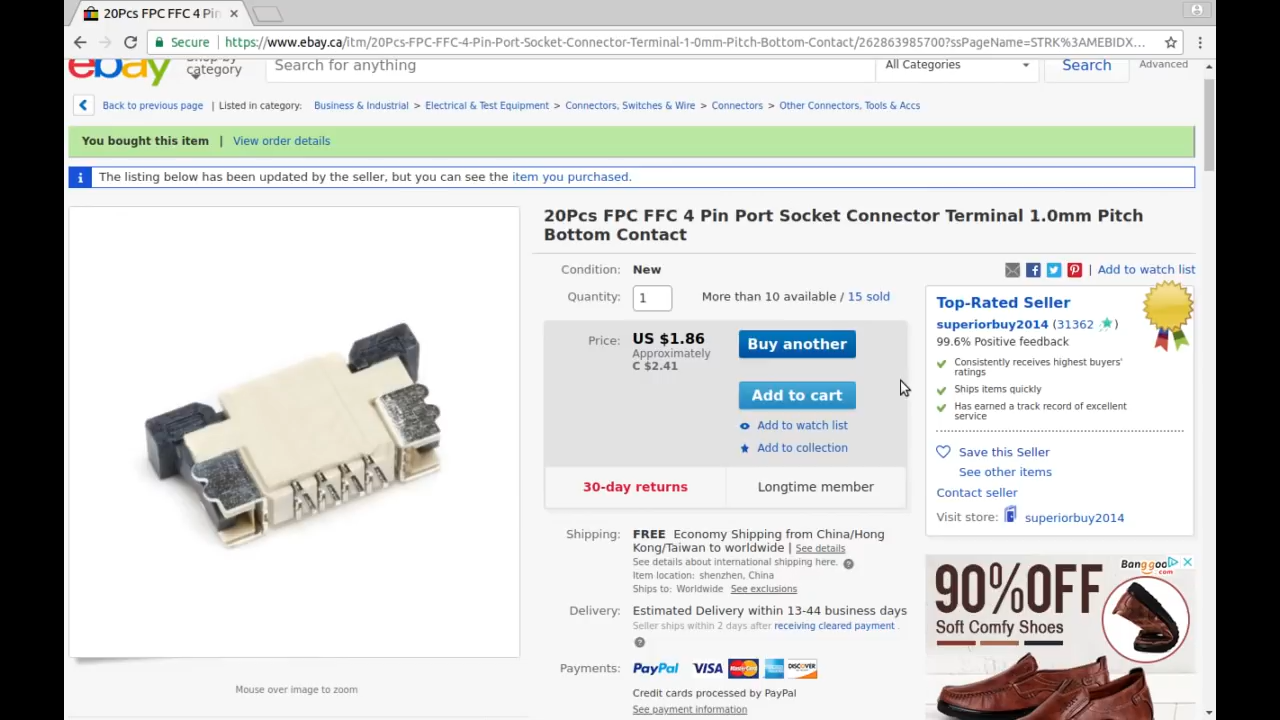 20Pcs FPC FFC 4 Pin
Secure
https://www.ebay.ca/itm/20Pcs-FPC-FFC-4-Pin-Port-Socket-Connector-Terminal-1-0mm-Pitch-Bottom-Contact/262863985700?ssPageName=STRK%3AMEBIDX...
ebay
Shop by
category
Search for anything
All Categories
Search
Advanced
Back to previous page | Listed in category: Business & Industrial > Electrical & Test Equipment > Connectors, Switches & Wire > Connectors > Other Connectors, Tools & Accs
You bought this item | View order details
i The listing below has been updated by the seller, but you can see the item you purchased.
20Pcs FPC FFC 4 Pin Port Socket Connector Terminal 1.0mm Pitch
Bottom Contact
Condition: New
| Add to watch list
Quantity: 1 More than 10 available / 15 sold
Price: US $1.86
Approximately
C $2.41
Buy another
Add to cart
Add to watch list
Add to collection
30-day returns
Longtime member
Shipping: FREE Economy Shipping from China/Hong
Kong/Taiwan to worldwide | See details
See details about international shipping here. ?
Item location: shenzhen, China
Ships to: Worldwide See exclusions
Delivery: Estimated Delivery within 13-44 business days
Seller ships within 2 days after receiving cleared payment .
?
Payments: PayPal VISA MasterCard DISCOVER
Credit cards processed by PayPal
See payment information
Top-Rated Seller
superiorbuy2014 (31362 )
99.6% Positive feedback
Consistently receives highest buyers'
ratings
Ships items quickly
Has earned a track record of excellent
service
Save this Seller
See other items
Contact seller
Visit store: superiorbuy2014
Banggood
.com
90%OFF
Soft Comfy Shoes
Mouse over image to zoom